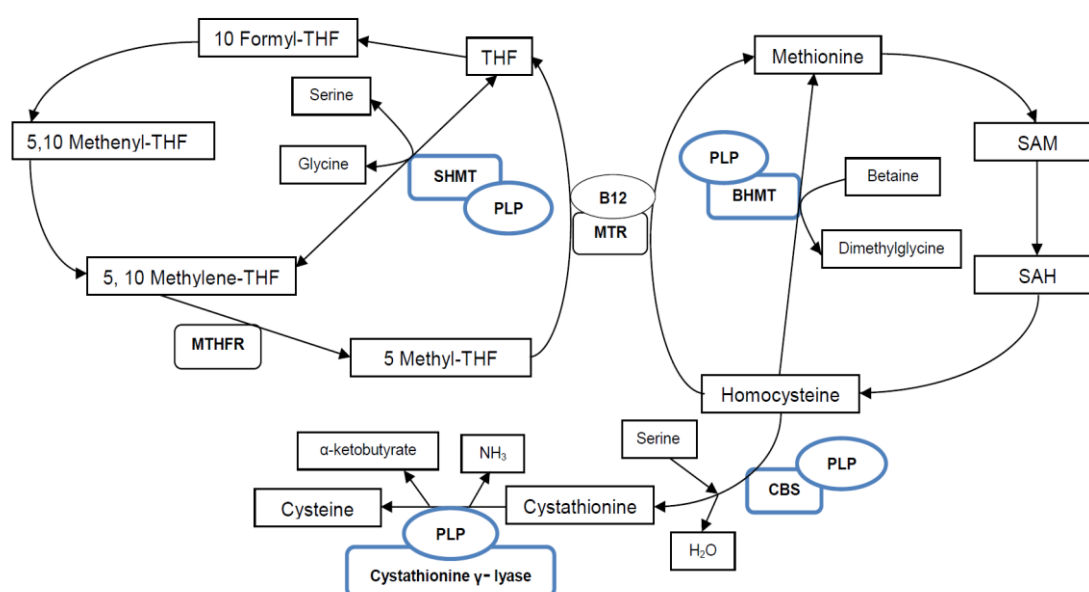 10 Formyl-THF
THF
Methionine
Serine
5,10 Methenyl-THF
SAM
Glycine
SHMT
PLP
PLP
BHMT
Betaine
B12
MTR
Dimethylglycine
5, 10 Methylene-THF
SAH
MTHFR
5 Methyl-THF
Homocysteine
Serine
α-ketobutyrate
NH₃
PLP
CBS
Cysteine
Cystathionine
PLP
H₂O
Cystathionine γ- lyase